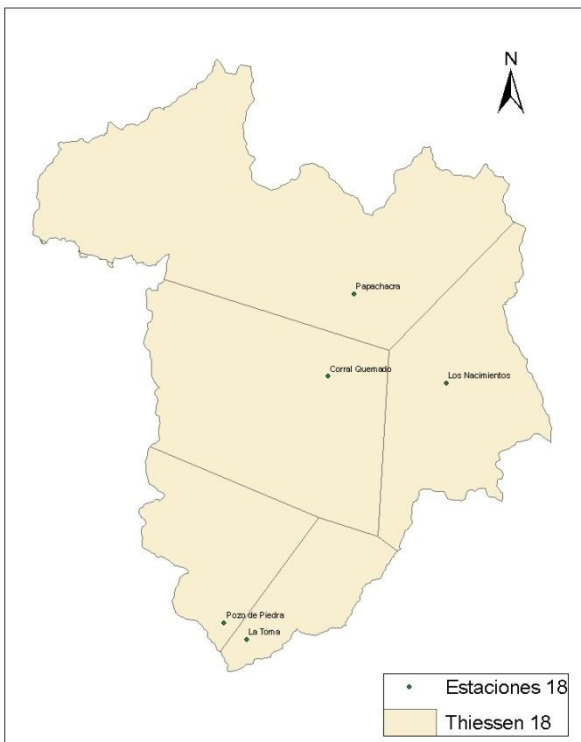 N
Papachacra
Corral Quemado
Los Nacimientos
Pozo de Piedra
La Toma
Estaciones 18
Thiessen 18